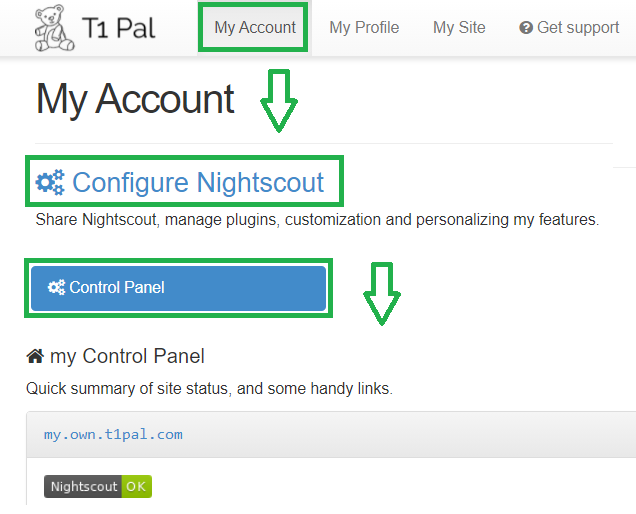 T1 Pal My Account My Profile My Site Get support
My Account
Configure Nightscout
Share Nightscout, manage plugins, customization and personalizing my features.
Control Panel
my Control Panel
Quick summary of site status, and some handy links.
my.own.t1pal.com
Nightscout OK